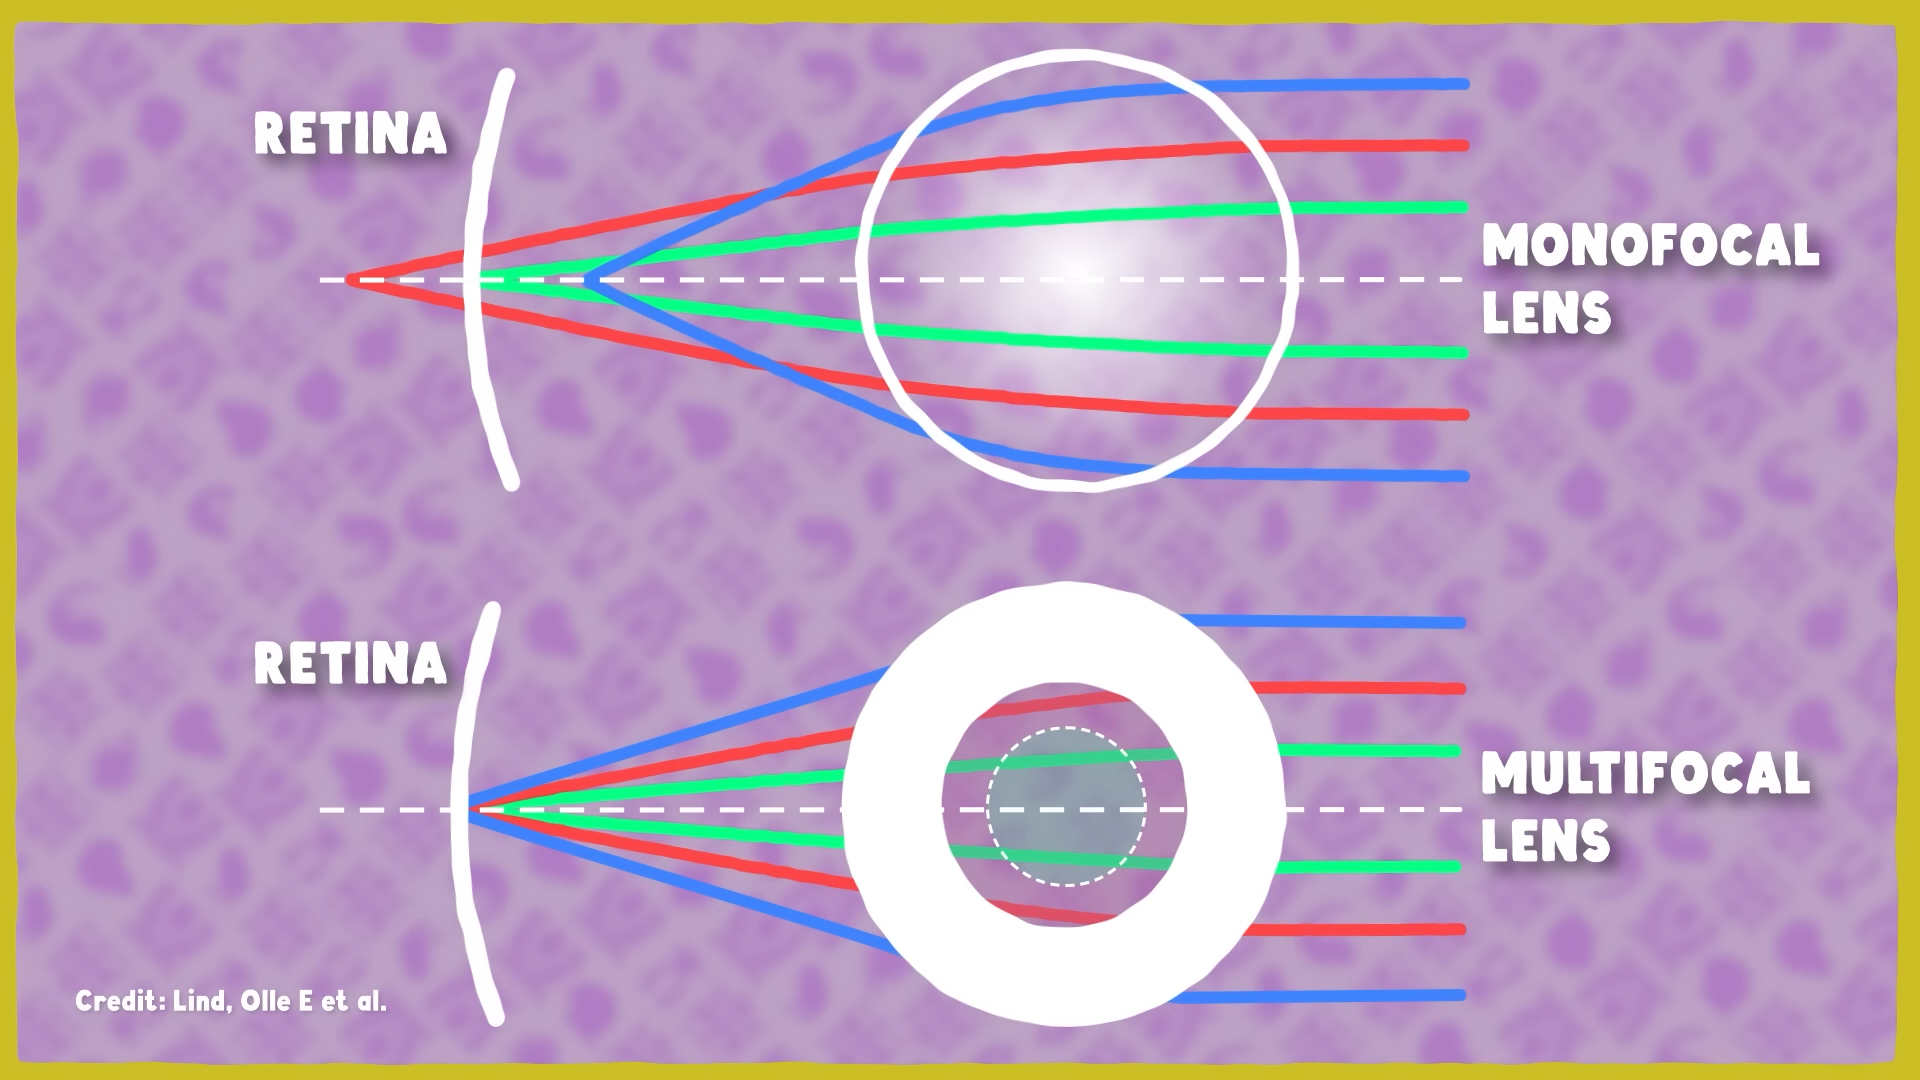 RETINA
MONOFOCAL
LENS
RETINA
MULTIFOCAL
LENS
Credit: Lind, Olle E et al.